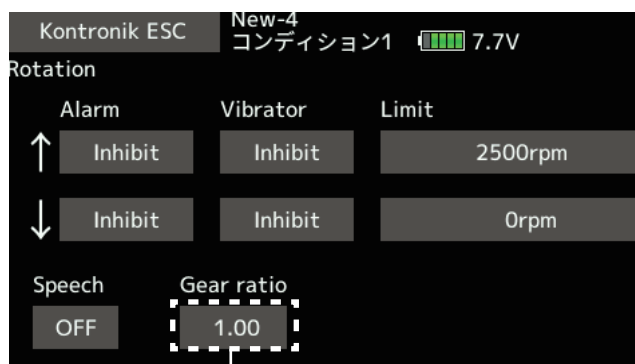 Kontronik ESC
New-4
コンディション1 7.7V
Rotation
Alarm Vibrator Limit
↑ Inhibit Inhibit 2500rpm
↓ Inhibit Inhibit 0rpm
Speech Gear ratio
OFF 1.00